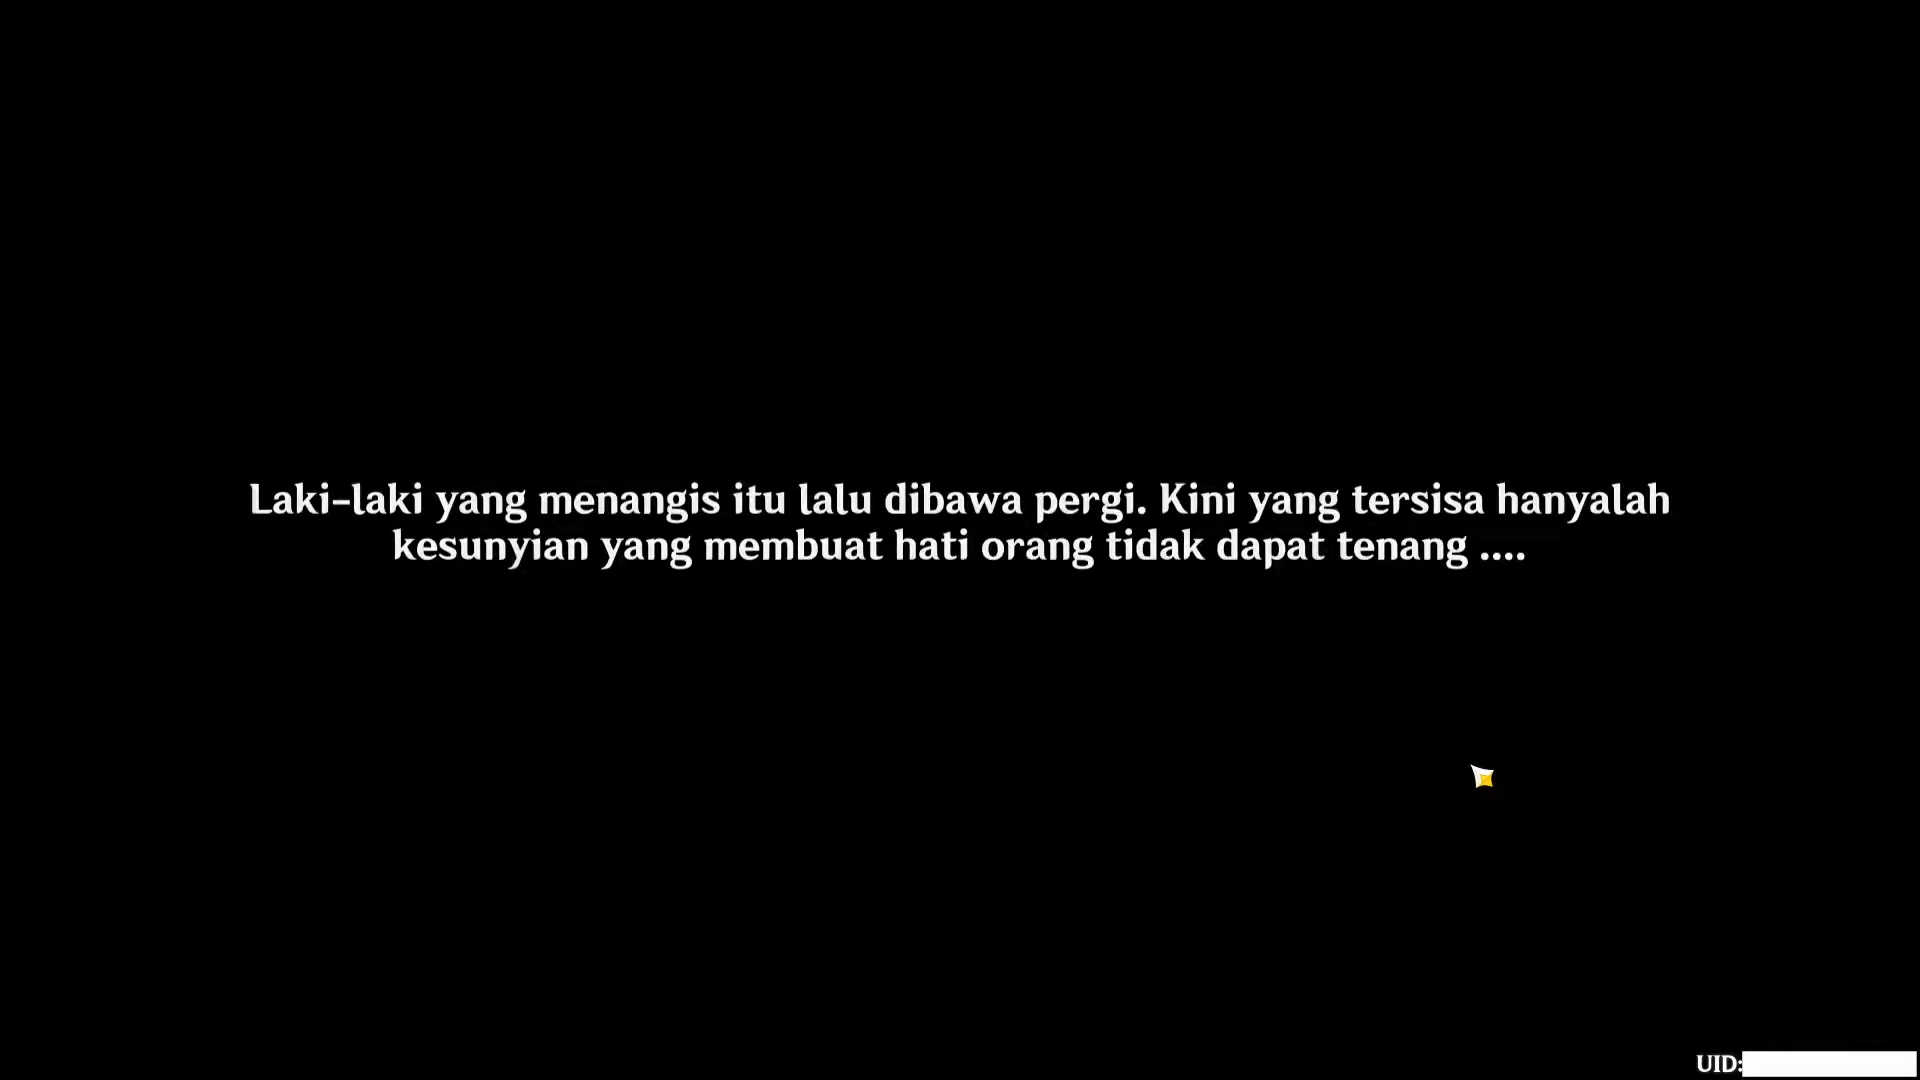 Laki-laki yang menangis itu lalu dibawa pergi. Kini yang tersisa hanyalah
kesunyian yang membuat hati orang tidak dapat tenang ....
UID: